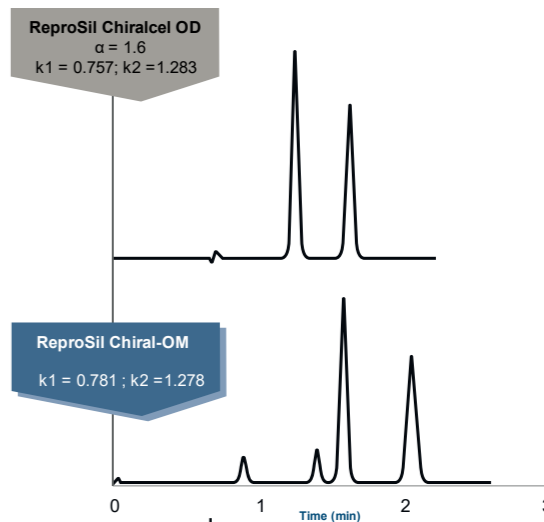 ReproSil Chiralcel OD
α = 1.6
k1 = 0.757; k2 =1.283
ReproSil Chiral-OM
k1 = 0.781 ; k2 =1.278
0 1 2 3
Time (min)